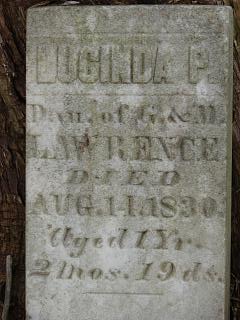 LUCINDA P.
Dau. of G. & M.
LAWRENCE
DIED
AUG. 14. 1830.
Aged 1 Yr.
2 mos. 19 ds.